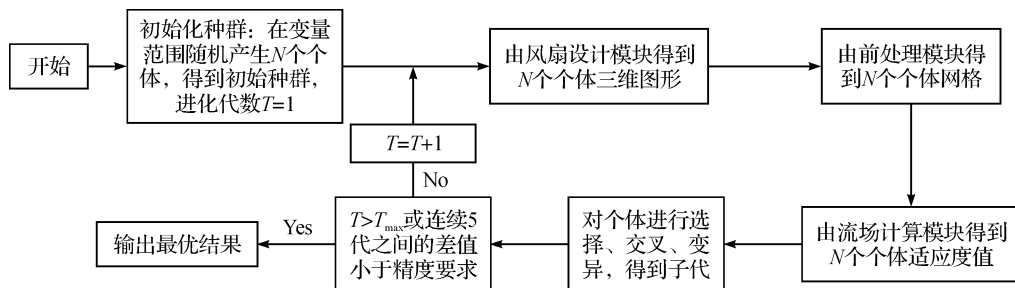 开始
初始化种群：在变量
范围随机产生N个个
体，得到初始种群，
进化代数T=1
由风扇设计模块得到
N个个体三维图形
由前处理模块得
到N个个体网格
T=T+1
No
Yes
输出最优结果
T>Tmax或连续5
代之间的差值
小于精度要求
对个体进行选
择、交叉、变
异，得到子代
由流场计算模块得到
N个个体适应度值